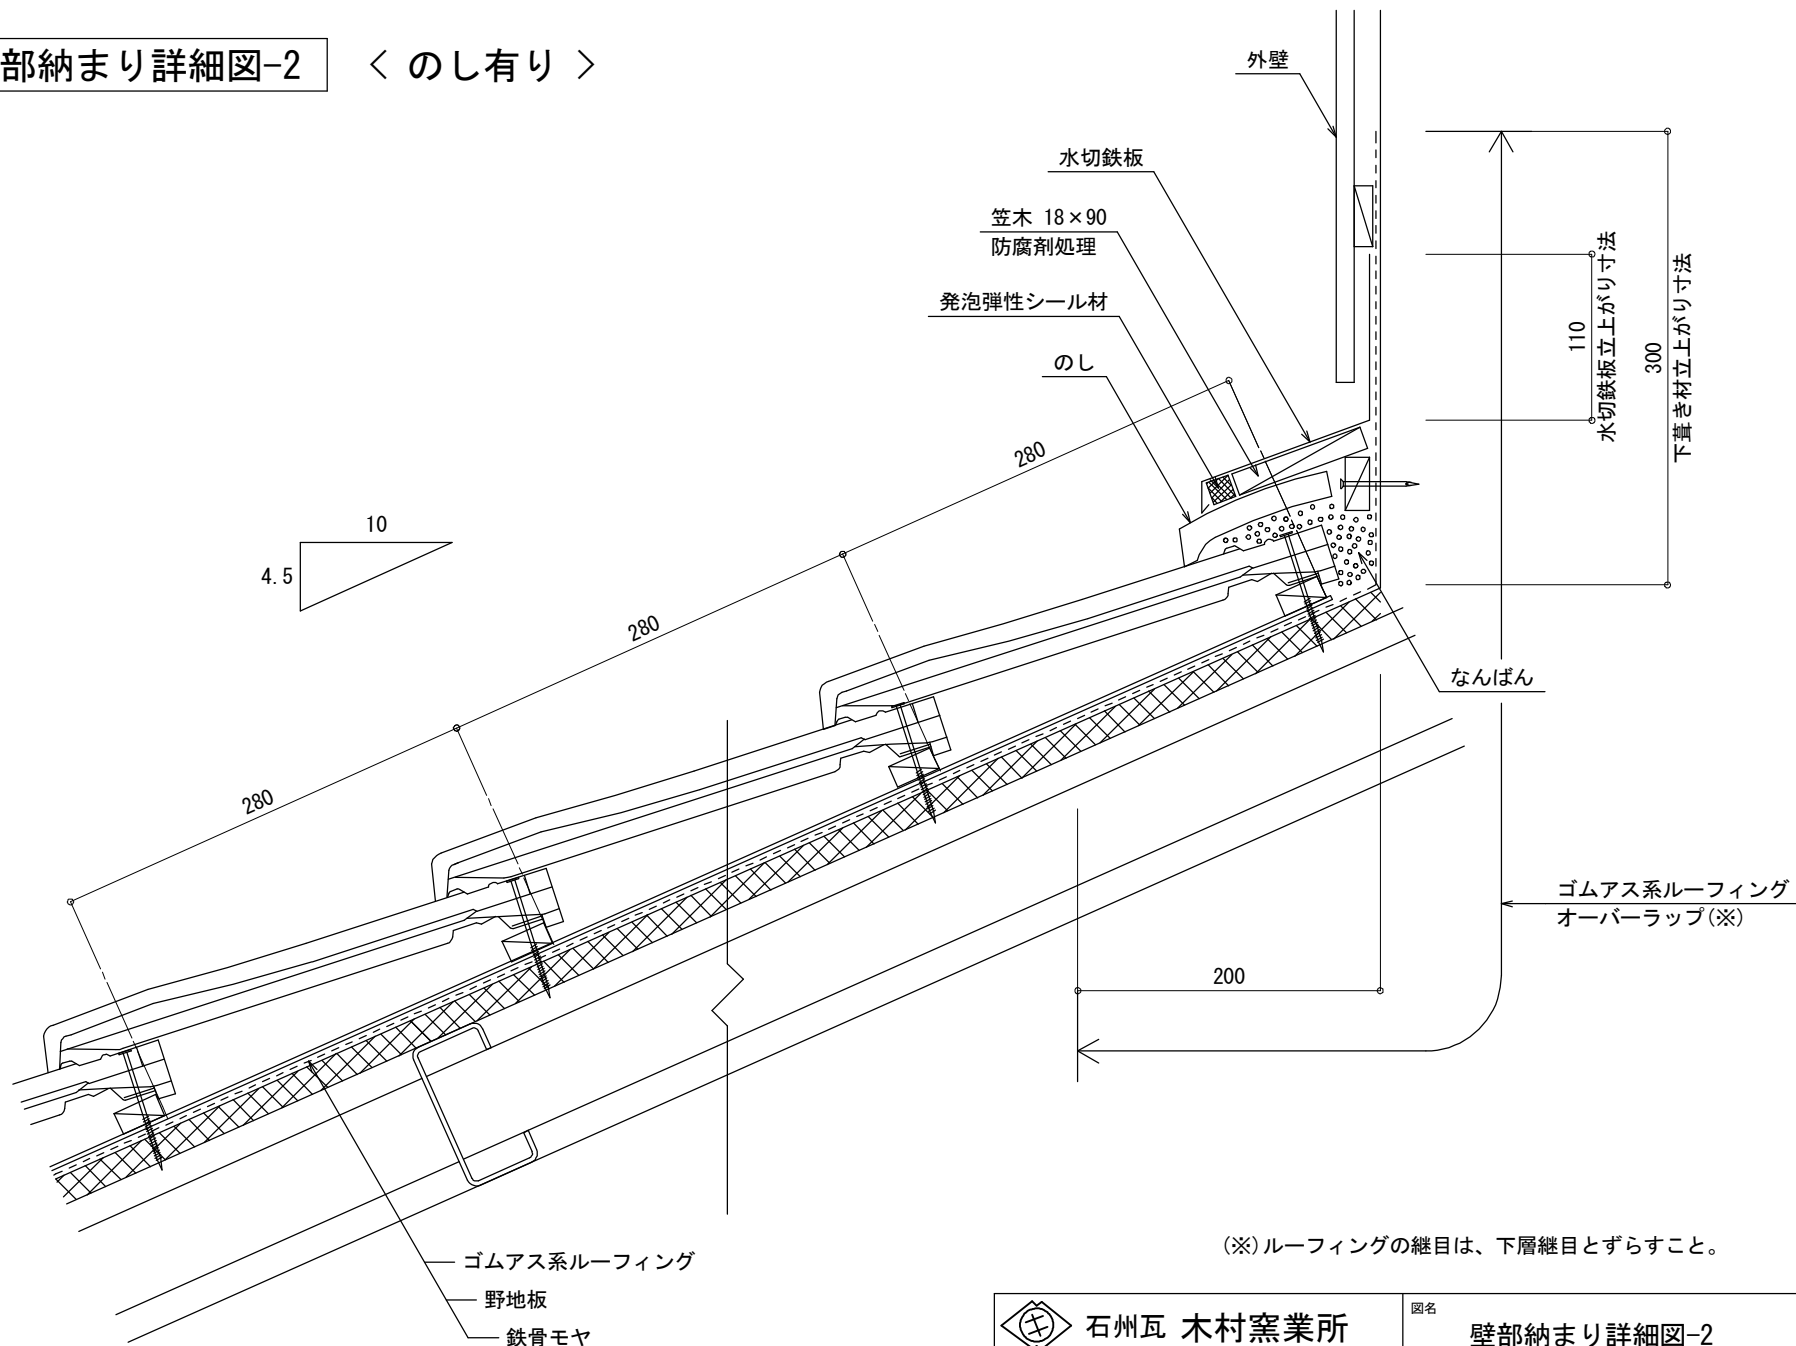 部納まり詳細図-2
< のし有り >
外壁
水切鉄板
笠木 18×90
防腐剤処理
発泡弾性シール材
のし
280
280
280
10
4.5
110
水切鉄板立上がり寸法
300
下葺き材立上がり寸法
なんばん
ゴムアス系ルーフィング
オーバーラップ(※)
200
ゴムアス系ルーフィング
野地板
鉄骨モヤ
(※)ルーフィングの継目は、下層継目とずらすこと。
石州瓦 木村窯業所
図名
壁部納まり詳細図-2